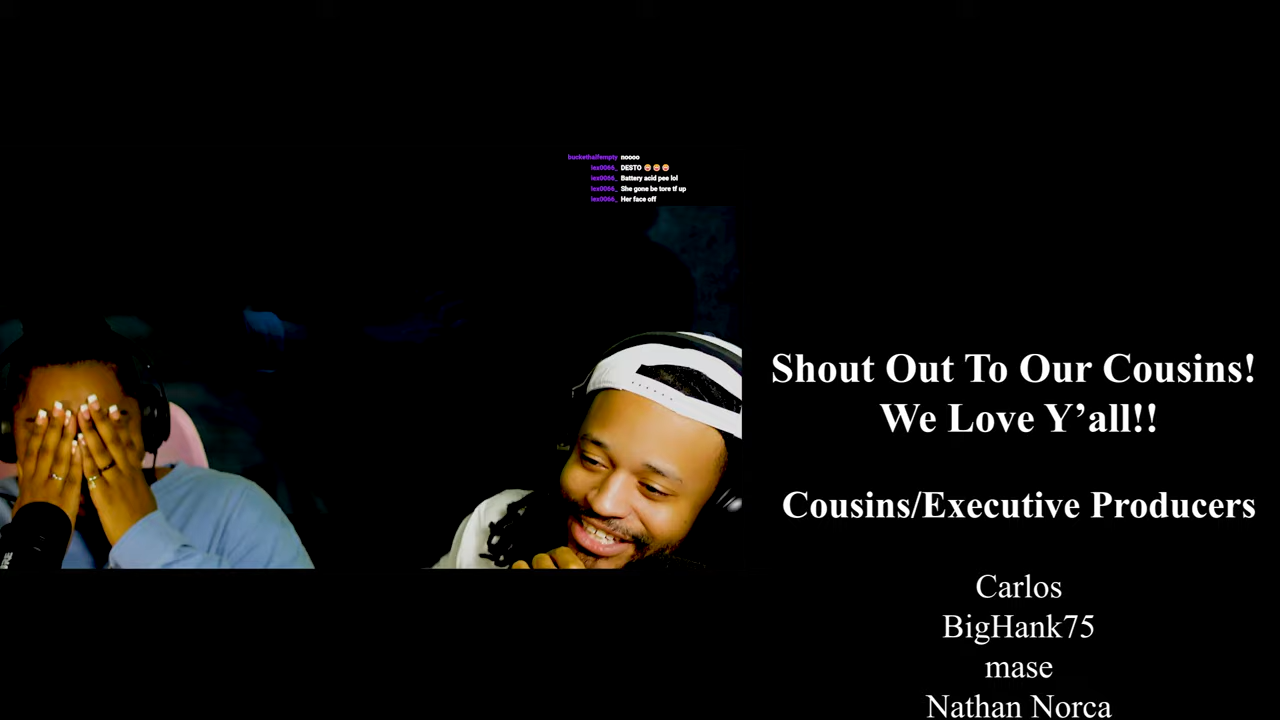 buckethalfempty noooo
lex0066_ DESTO
lex0066_ Battery acid pee lol
lex0066_ She gone be tore tf up
lex0066_ Her face off
Shout Out To Our Cousins!
We Love Y’all!!
Cousins/Executive Producers
Carlos
BigHank75
mase
Nathan Norca